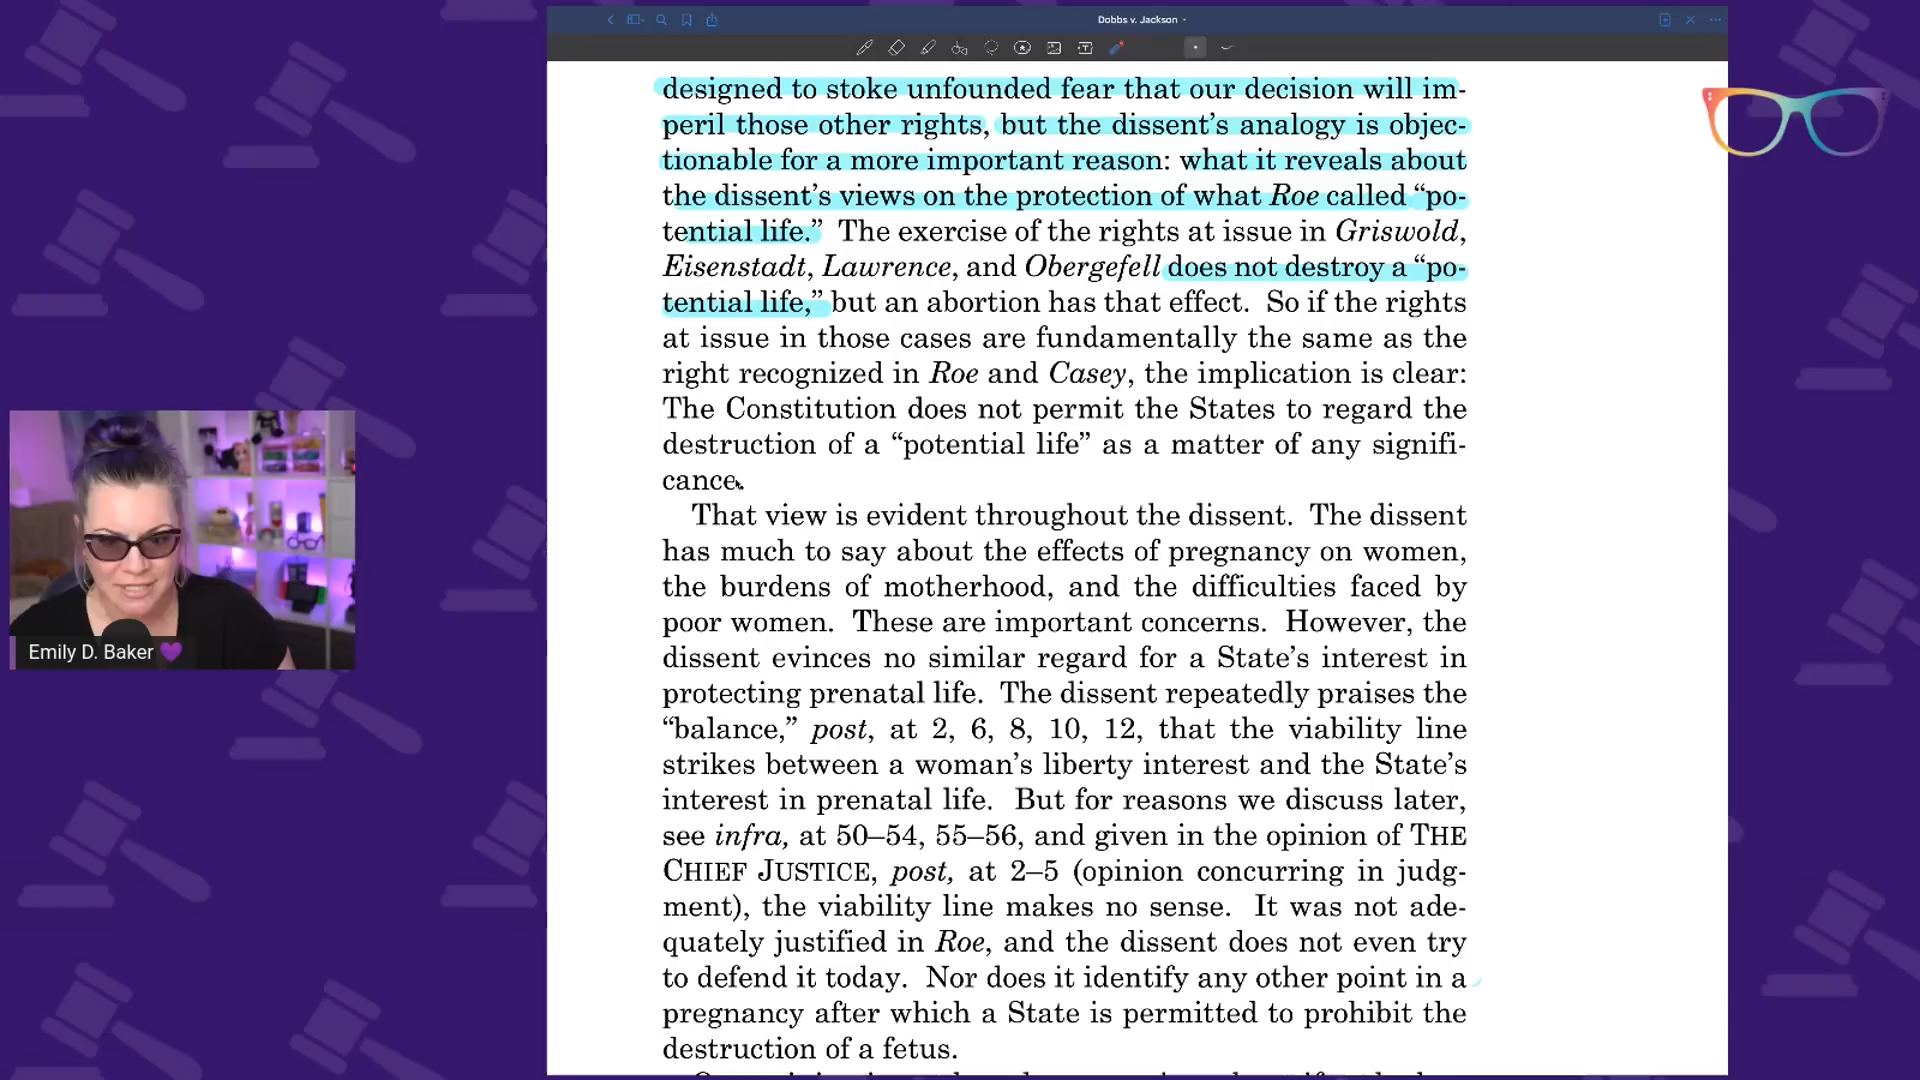 Dobbs v. Jackson
designed to stoke unfounded fear that our decision will im-
peril those other rights, but the dissent’s analogy is objec-
tionable for a more important reason: what it reveals about
the dissent’s views on the protection of what Roe called “po-
tential life.”  The exercise of the rights at issue in Griswold,
Eisenstadt, Lawrence, and Obergefell does not destroy a “po-
tential life,” but an abortion has that effect.  So if the rights
at issue in those cases are fundamentally the same as the
right recognized in Roe and Casey, the implication is clear:
The Constitution does not permit the States to regard the
destruction of a “potential life” as a matter of any signifi-
cance.
That view is evident throughout the dissent.  The dissent
has much to say about the effects of pregnancy on women,
the burdens of motherhood, and the difficulties faced by
poor women.  These are important concerns.  However, the
dissent evinces no similar regard for a State’s interest in
protecting prenatal life.  The dissent repeatedly praises the
“balance,” post, at 2, 6, 8, 10, 12, that the viability line
strikes between a woman’s liberty interest and the State’s
interest in prenatal life.  But for reasons we discuss later,
see infra, at 50–54, 55–56, and given in the opinion of THE
CHIEF JUSTICE, post, at 2–5 (opinion concurring in judg-
ment), the viability line makes no sense.  It was not ade-
quately justified in Roe, and the dissent does not even try
to defend it today.  Nor does it identify any other point in a
pregnancy after which a State is permitted to prohibit the
destruction of a fetus.
Emily D. Baker 💜